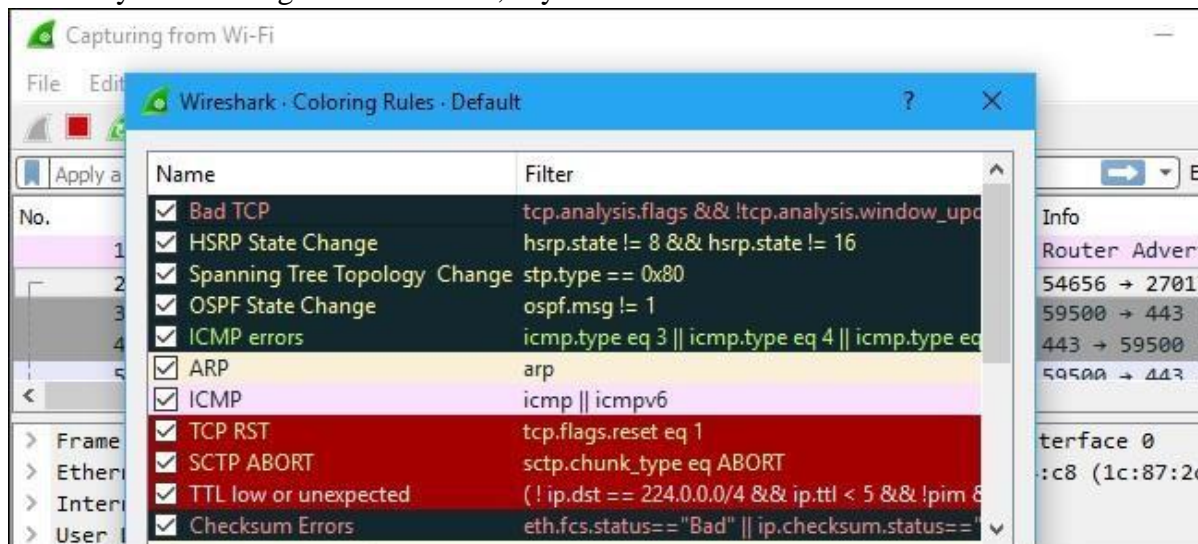 Capturing from Wi-Fi
File Edit
Wireshark · Coloring Rules · Default ? ×
Apply a
Name Filter
Bad TCP tcp.analysis.flags && !tcp.analysis.window_upd
HSRP State Change hsrp.state != 8 && hsrp.state != 16
Spanning Tree Topology Change stp.type == 0x80
OSPF State Change ospf.msg != 1
ICMP errors icmp.type eq 3 || icmp.type eq 4 || icmp.type eq
ARP arp
ICMP icmp || icmpv6
TCP RST tcp.flags.reset eq 1
SCTP ABORT sctp.chunk_type eq ABORT
TTL low or unexpected ( ! ip.dst == 224.0.0.0/4 && ip.ttl < 5 && !pim &
Checksum Errors eth.fcs.status=="Bad" || ip.checksum.status=="
No. Info
1 Router Adver
2 54656 → 2701
3 59500 → 443
4 443 → 59500
5 59500 → 443
Frame terface 0
Ether :c8 (1c:87:2c
Inter
User